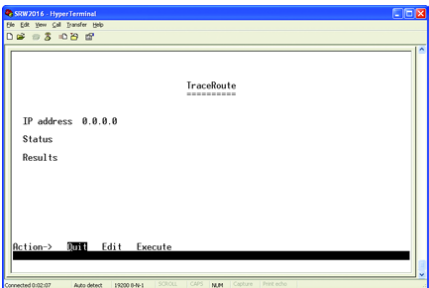 SRW2016 - HyperTerminal
File Edit View Call Transfer Help
TraceRoute
==========
IP address 0.0.0.0
Status
Results
Action-> Quit Edit Execute
Connected 0:02:07 Auto detect 19200 8-N-1 SCROLL CAPS NUM Capture Print echo